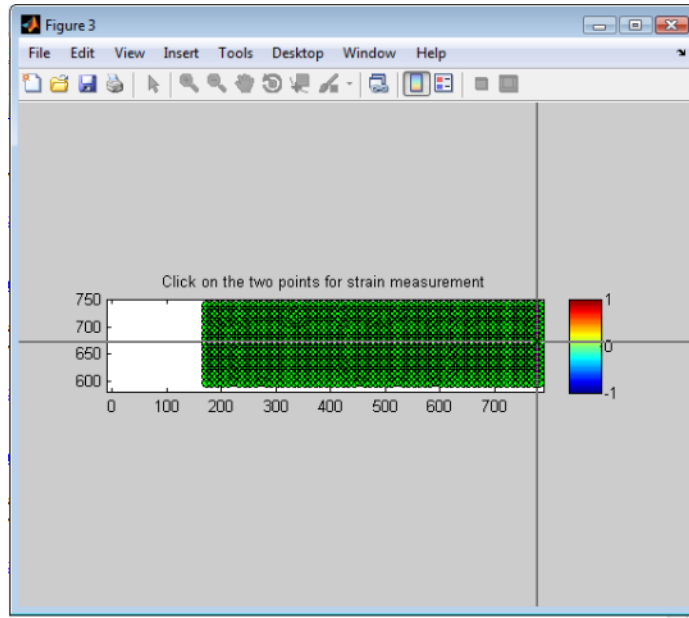 Figure 3
File Edit View Insert Tools Desktop Window Help
Click on the two points for strain measurement
750
700
650
600
0 100 200 300 400 500 600 700
1
0
-1